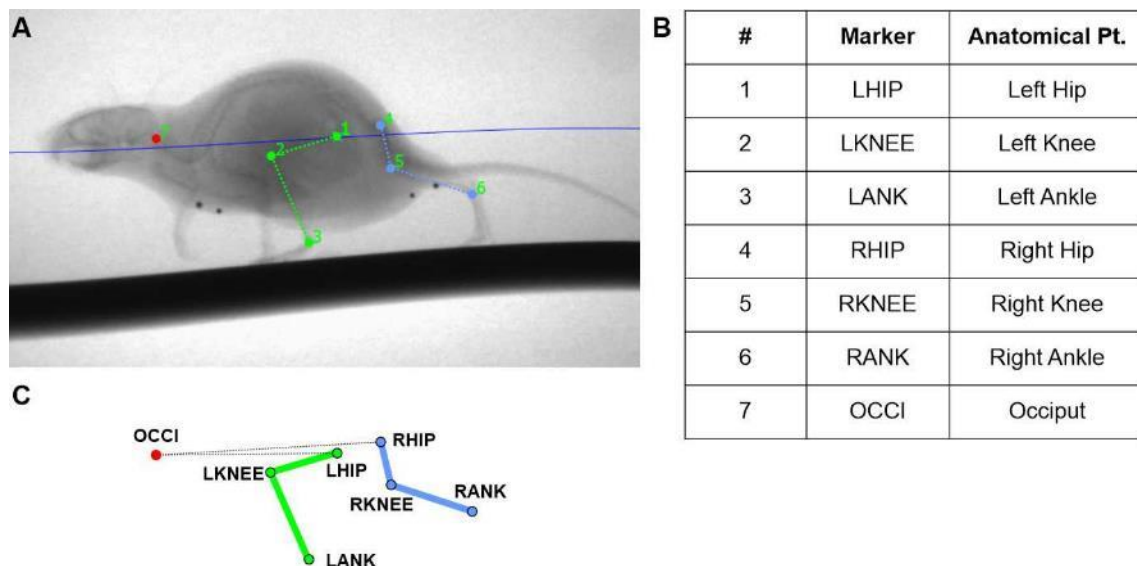 A
1
2
3
4
5
6
7
B
# Marker Anatomical Pt.
1 LHIP Left Hip
2 LKNEE Left Knee
3 LANK Left Ankle
4 RHIP Right Hip
5 RKNEE Right Knee
6 RANK Right Ankle
7 OCCI Occiput
C
OCCI
RHIP
LKNEE
LHIP
RKNEE
RANK
LANK